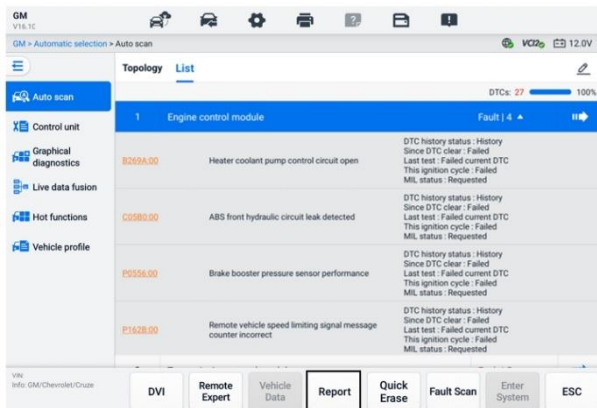 GM
V16.10
GM > Automatic selection > Auto scan
VCI2
12.0V
Topology List
DTCs: 27 100%
Auto scan
Control unit
Graphical
diagnostics
Live data fusion
Hot functions
Vehicle profile
1 Engine control module Fault | 4
DTC history status : History
Since DTC clear : Failed
B269A:00 Heater coolant pump control circuit open Last test : Failed current DTC
This ignition cycle : Failed
MIL status : Requested
DTC history status : History
Since DTC clear : Failed
C05B0:00 ABS front hydraulic circuit leak detected Last test : Failed current DTC
This ignition cycle : Failed
MIL status : Requested
DTC history status : History
Since DTC clear : Failed
P0556:00 Brake booster pressure sensor performance Last test : Failed current DTC
This ignition cycle : Failed
MIL status : Requested
DTC history status : History
Since DTC clear : Failed
P162B:00 Remote vehicle speed limiting signal message
counter incorrect Last test : Failed current DTC
This ignition cycle : Failed
MIL status : Requested
VIN:
Info: GM/Chevrolet/Cruze
DVI
Remote
Expert
Vehicle
Data
Report
Quick
Erase
Fault Scan
Enter
System
ESC